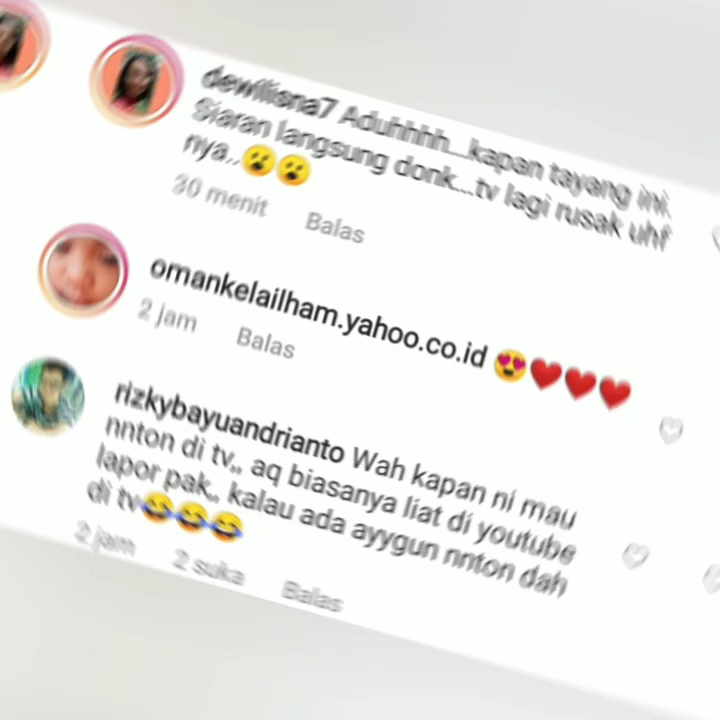 dewiliana7 Aduhhhh...kapan tayang ini.
Siaran langsung donk...tv lagi rusak uhf
nya..😮😮
30 menit Balas
omankelailham.yahoo.co.id 😍❤️❤️❤️
2 jam Balas
rizkybayuandrianto Wah kapan ni mau
nnton di tv,, aq biasanya liat di youtube
lapor pak,, kalau ada ayygun nnton dah
di tv😂😂😂
2 jam 2 suka Balas